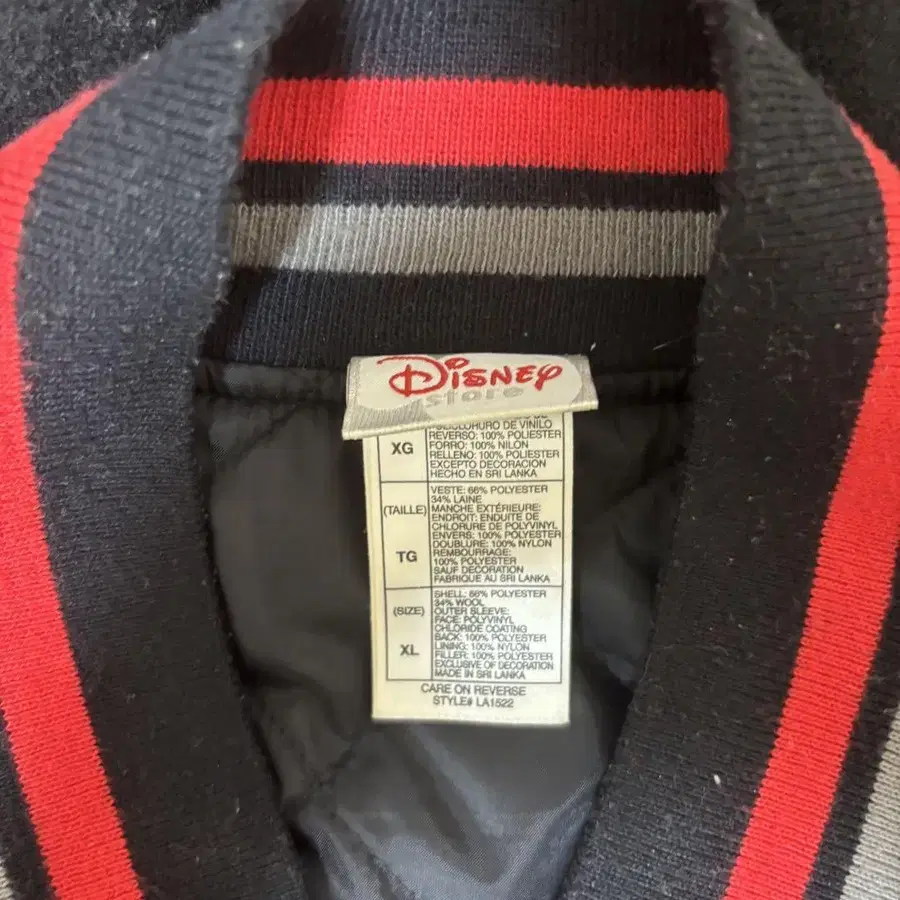 Disney
store
POLICLORURO DE VINILO
XG
REVERSO: 100% POLIESTER
FORRO: 100% NILON
RELLENO: 100% POLIESTER
EXCEPTO DECORACION
HECHO EN SRI LANKA
(TAILLE)
TG
VESTE: 66% POLYESTER
34% LAINE
MANCHE EXTÉRIEURE:
ENDROIT: ENDUITE DE
CHLORURE DE POLYVINYL
ENVERS: 100% POLYESTER
DOUBLURE: 100% NYLON
REMBOURRAGE:
100% POLYESTER
SAUF DÉCORATION
FABRIQUE AU SRI LANKA
(SIZE)
XL
SHELL: 66% POLYESTER
34% WOOL
OUTER SLEEVE:
FACE: POLYVINYL
CHLORIDE COATING
BACK: 100% POLYESTER
LINING: 100% NYLON
FILLER: 100% POLYESTER
EXCLUSIVE OF DECORATION
MADE IN SRI LANKA
CARE ON REVERSE
STYLE# LA1522